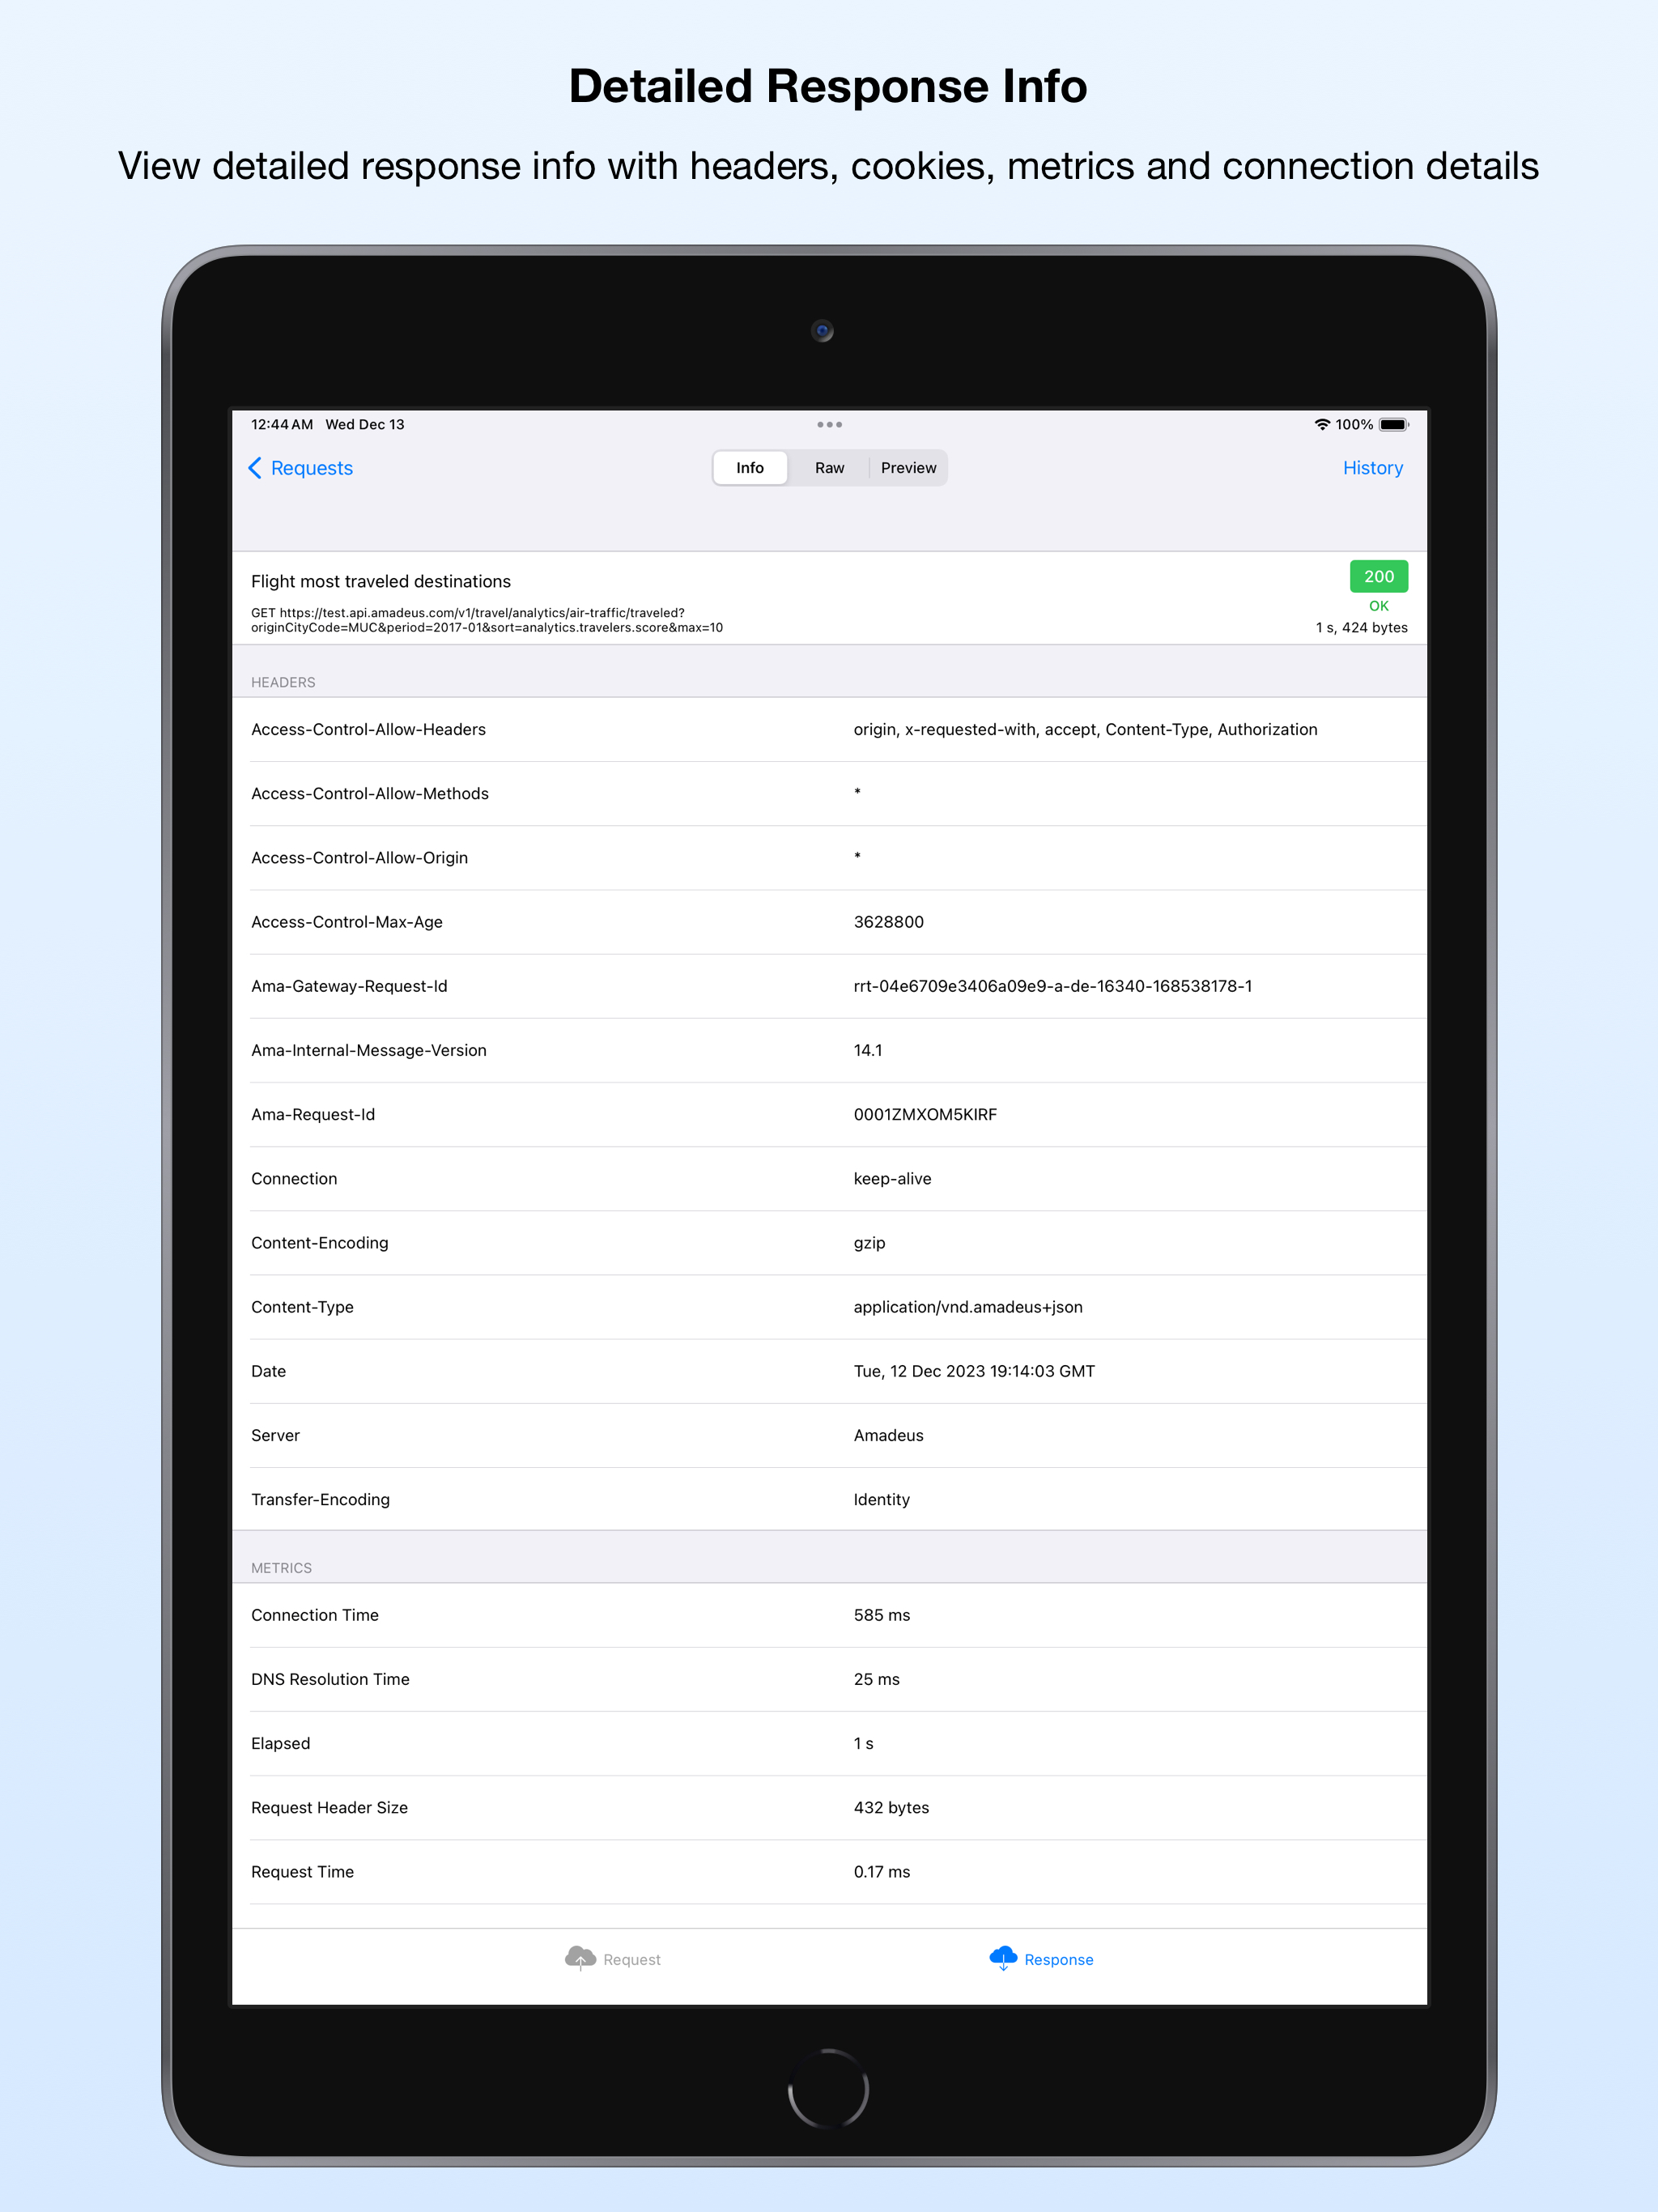 Detailed Response Info
View detailed response info with headers, cookies, metrics and connection details
12:44 AM Wed Dec 13 100%
Requests Info Raw Preview History
Flight most traveled destinations 200
GET https://test.api.amadeus.com/v1/travel/analytics/air-traffic/traveled? OK
originCityCode=MUC&period=2017-01&sort=analytics.travelers.score&max=10 1 s, 424 bytes
HEADERS
Access-Control-Allow-Headers origin, x-requested-with, accept, Content-Type, Authorization
Access-Control-Allow-Methods *
Access-Control-Allow-Origin *
Access-Control-Max-Age 3628800
Ama-Gateway-Request-Id rrt-04e6709e3406a09e9-a-de-16340-168538178-1
Ama-Internal-Message-Version 14.1
Ama-Request-Id 0001ZMXOM5KIRF
Connection keep-alive
Content-Encoding gzip
Content-Type application/vnd.amadeus+json
Date Tue, 12 Dec 2023 19:14:03 GMT
Server Amadeus
Transfer-Encoding Identity
METRICS
Connection Time 585 ms
DNS Resolution Time 25 ms
Elapsed 1 s
Request Header Size 432 bytes
Request Time 0.17 ms
Request Response